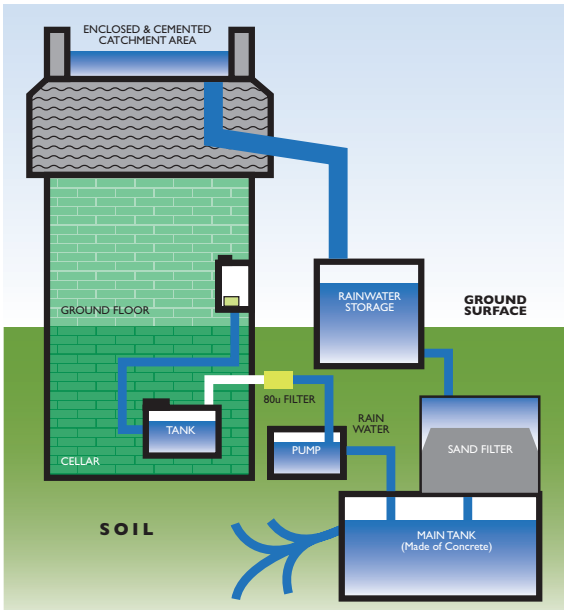 ENCLOSED & CEMENTED
CATCHMENT AREA
RAINWATER
STORAGE
GROUND
SURFACE
GROUND FLOOR
80u FILTER
RAIN
WATER
TANK
PUMP
SAND FILTER
CELLAR
SOIL
MAIN TANK
(Made of Concrete)